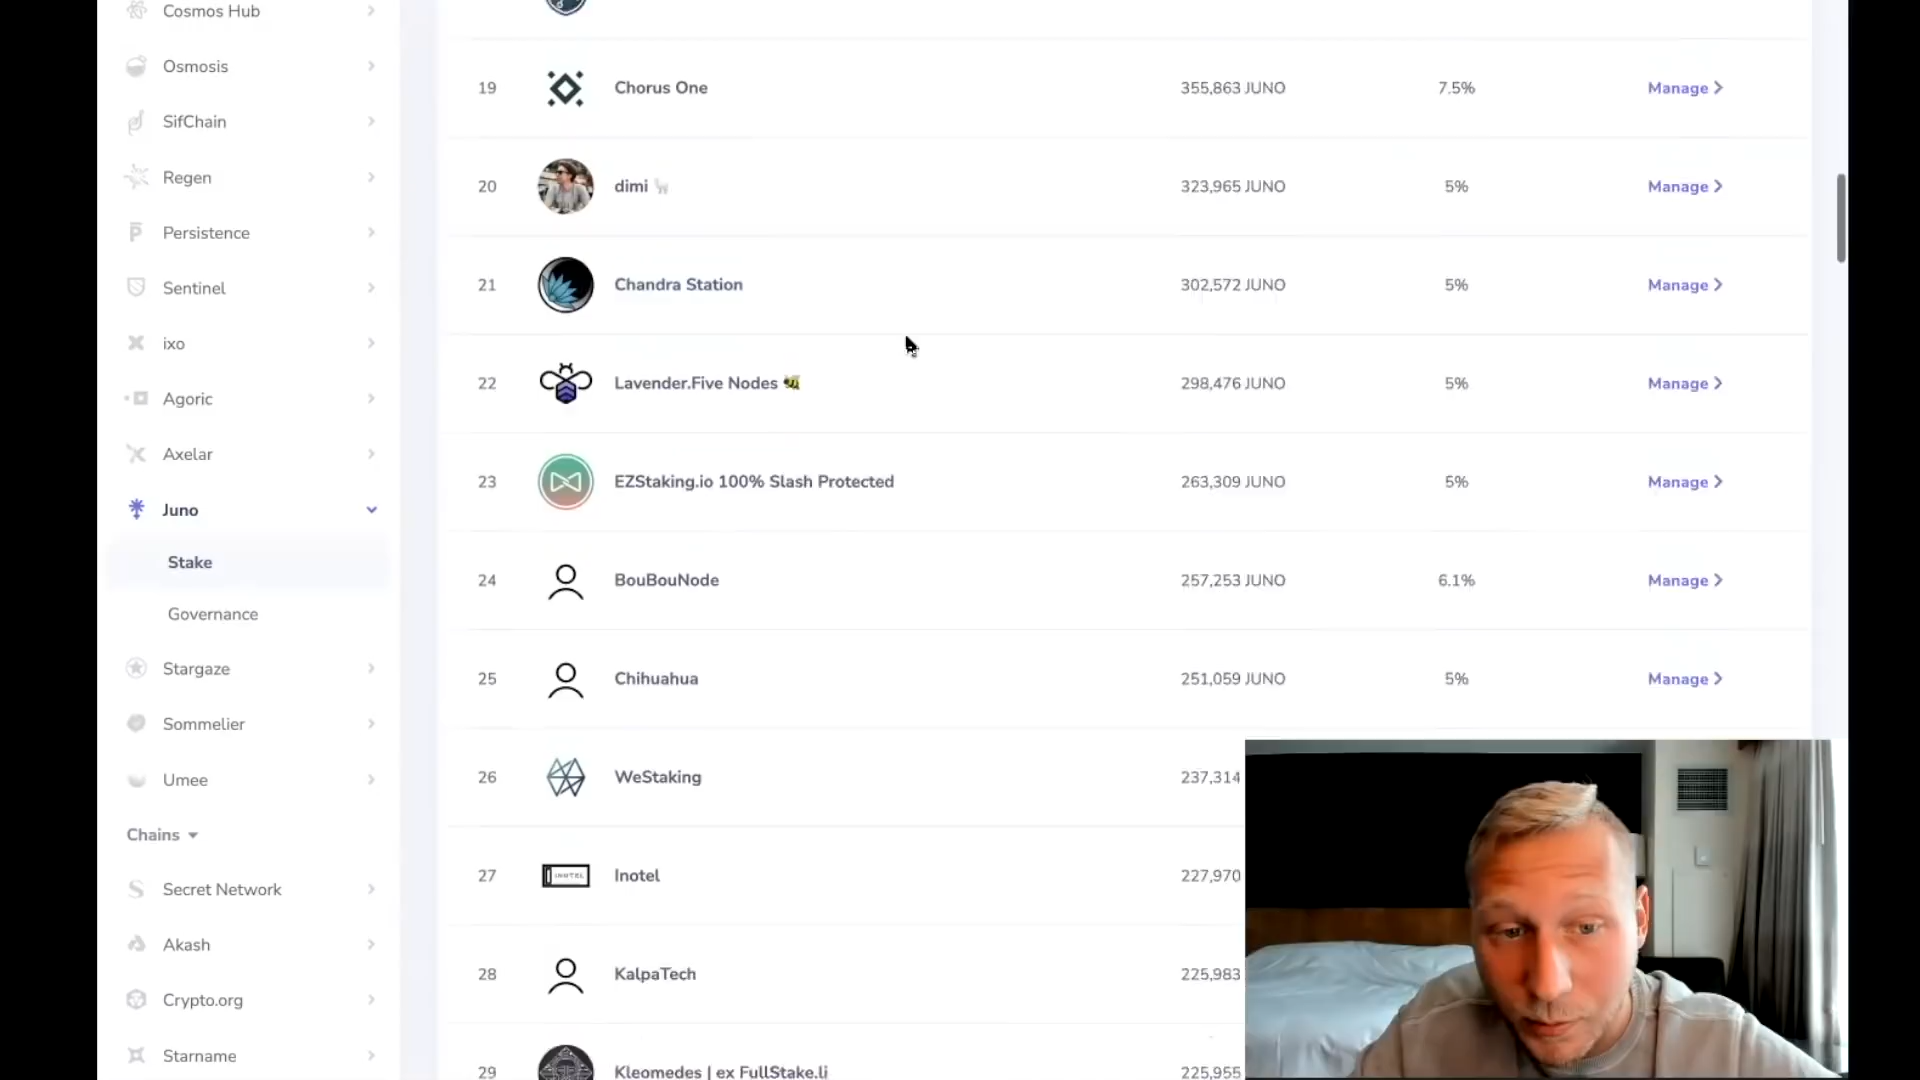 Cosmos Hub
Osmosis
SifChain
Regen
Persistence
Sentinel
ixo
Agoric
Axelar
Juno
Stake
Governance
Stargaze
Sommelier
Umee
Chains
Secret Network
Akash
Crypto.org
Starname
19 Chorus One 355,863 JUNO 7.5% Manage
20 dimi 🦙 323,965 JUNO 5% Manage
21 Chandra Station 302,572 JUNO 5% Manage
22 Lavender.Five Nodes 🐝 298,476 JUNO 5% Manage
23 EZStaking.io 100% Slash Protected 263,309 JUNO 5% Manage
24 BouBouNode 257,253 JUNO 6.1% Manage
25 Chihuahua 251,059 JUNO 5% Manage
26 WeStaking 237,314
27 INOTEL Inotel 227,970
28 KalpaTech 225,983
29 Kleomedes | ex FullStake.li 225,955